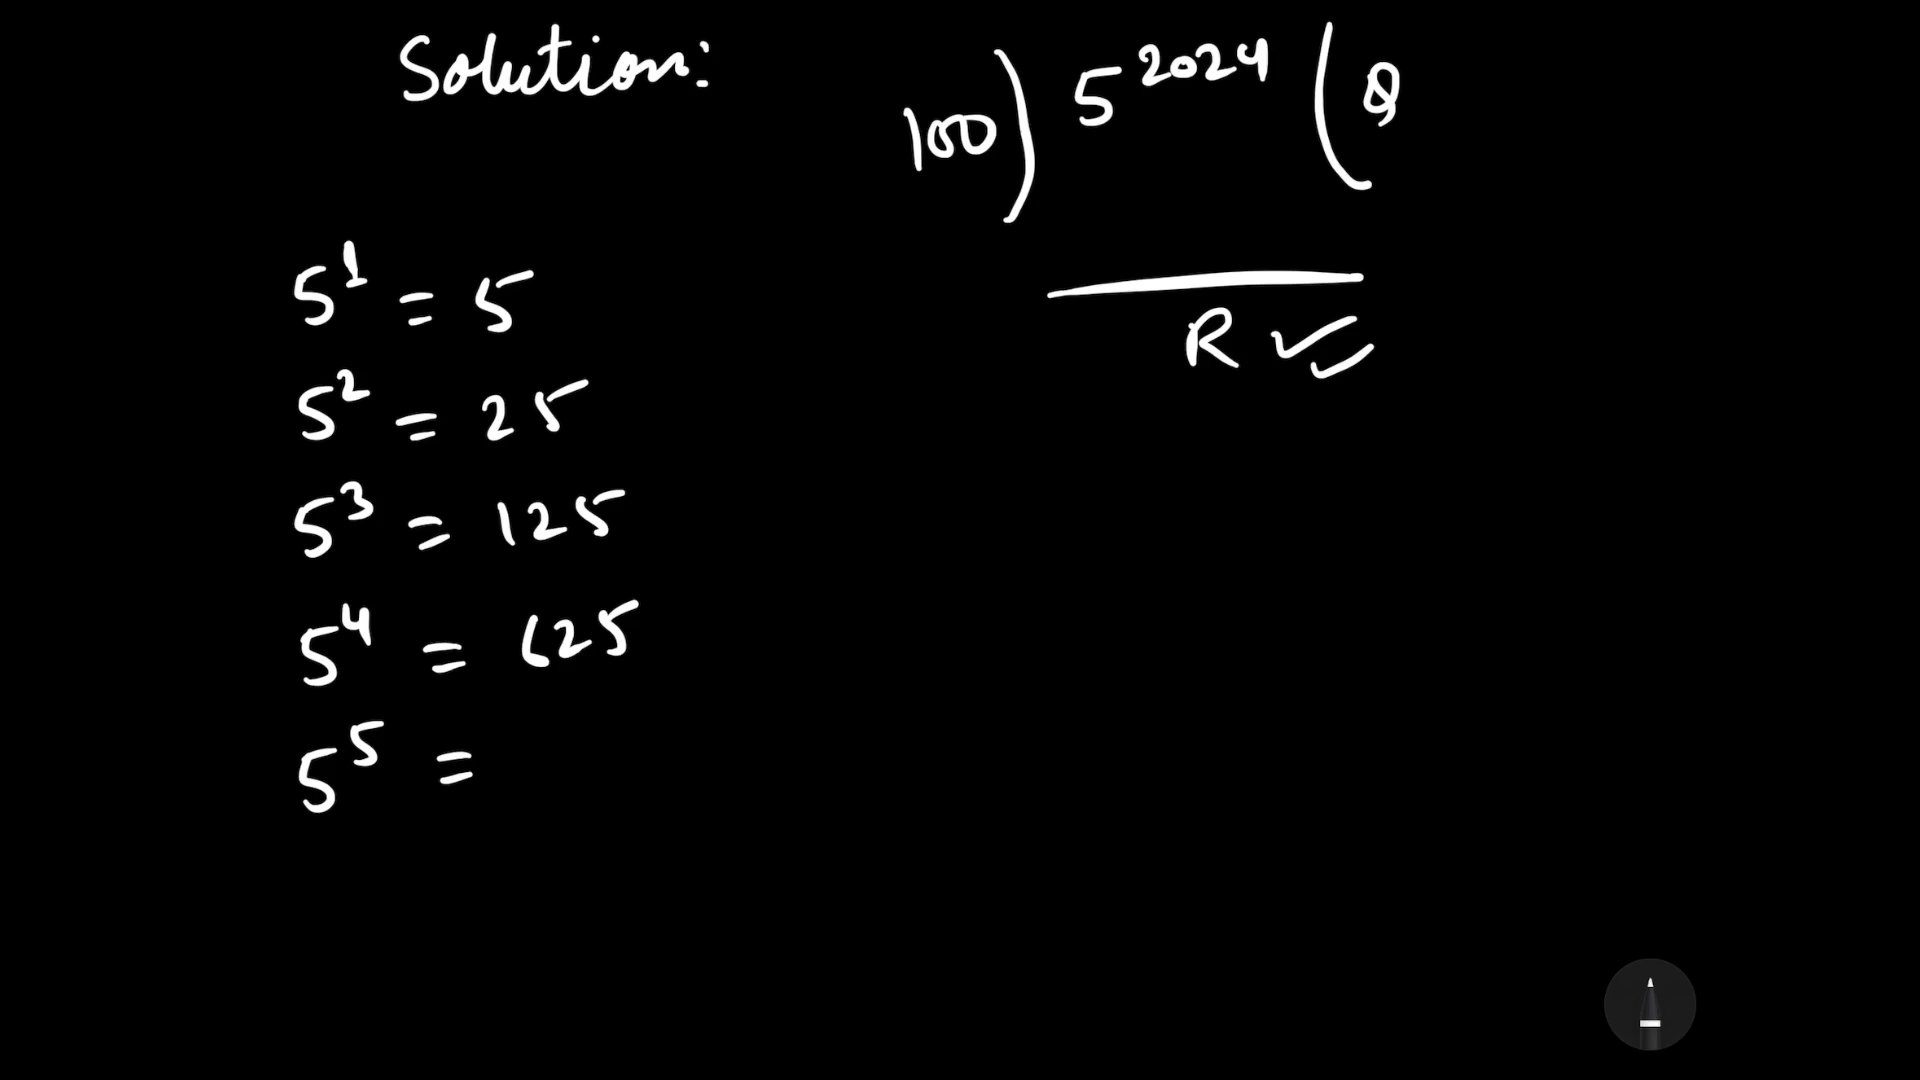 Solution:
100) 5^2024 ( Q
R ✓
5^1 = 5
5^2 = 25
5^3 = 125
5^4 = 625
5^5 =